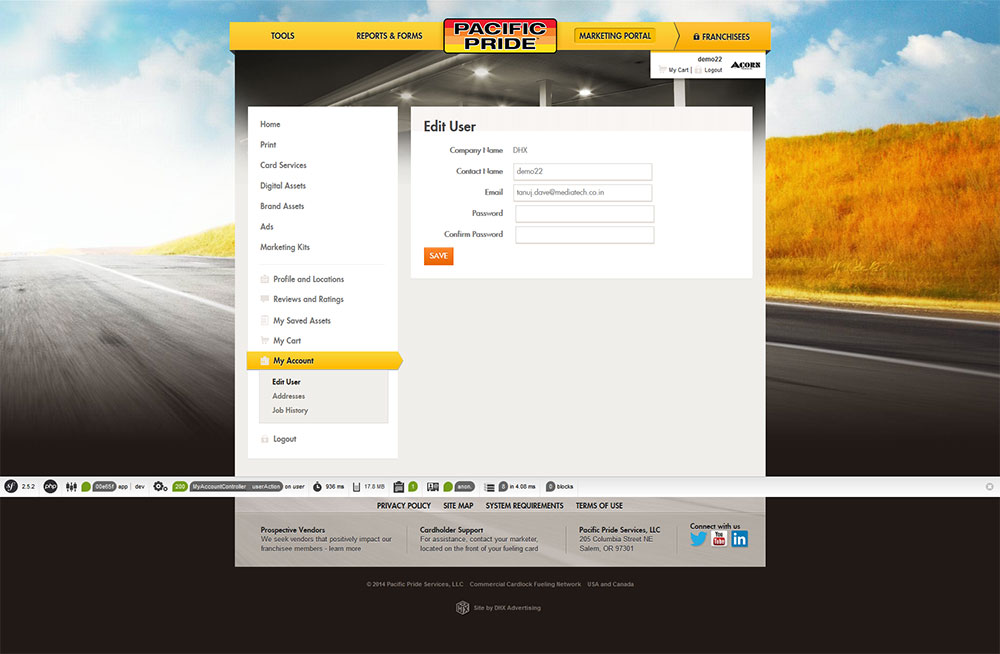 TOOLS
REPORTS & FORMS
PACIFIC
PRIDE
MARKETING PORTAL
FRANCHISEES
demo22
My Cart | Logout
ACORN
Home
Print
Card Services
Digital Assets
Brand Assets
Ads
Marketing Kits
Profile and Locations
Reviews and Ratings
My Saved Assets
My Cart
My Account
Edit User
Addresses
Job History
Logout
Edit User
Company Name DHX
Contact Name demo22
Email tanuj.dave@mediatech.co.in
Password
Confirm Password
SAVE
sf 2.5.2 php 00e85f app dev 200 MyAccountController userAction on user 936 ms 17.8 MB 1 anon. 8 in 4.08 ms 0 blocks
PRIVACY POLICY SITE MAP SYSTEM REQUIREMENTS TERMS OF USE
Prospective Vendors
We seek vendors that positively impact our
franchisee members - learn more
Cardholder Support
For assistance, contact your marketer,
located on the front of your fueling card
Pacific Pride Services, LLC
205 Columbia Street NE
Salem, OR 97301
Connect with us
You
Tube
in
© 2014 Pacific Pride Services, LLC Commercial Cardlock Fueling Network USA and Canada
Site by DHX Advertising